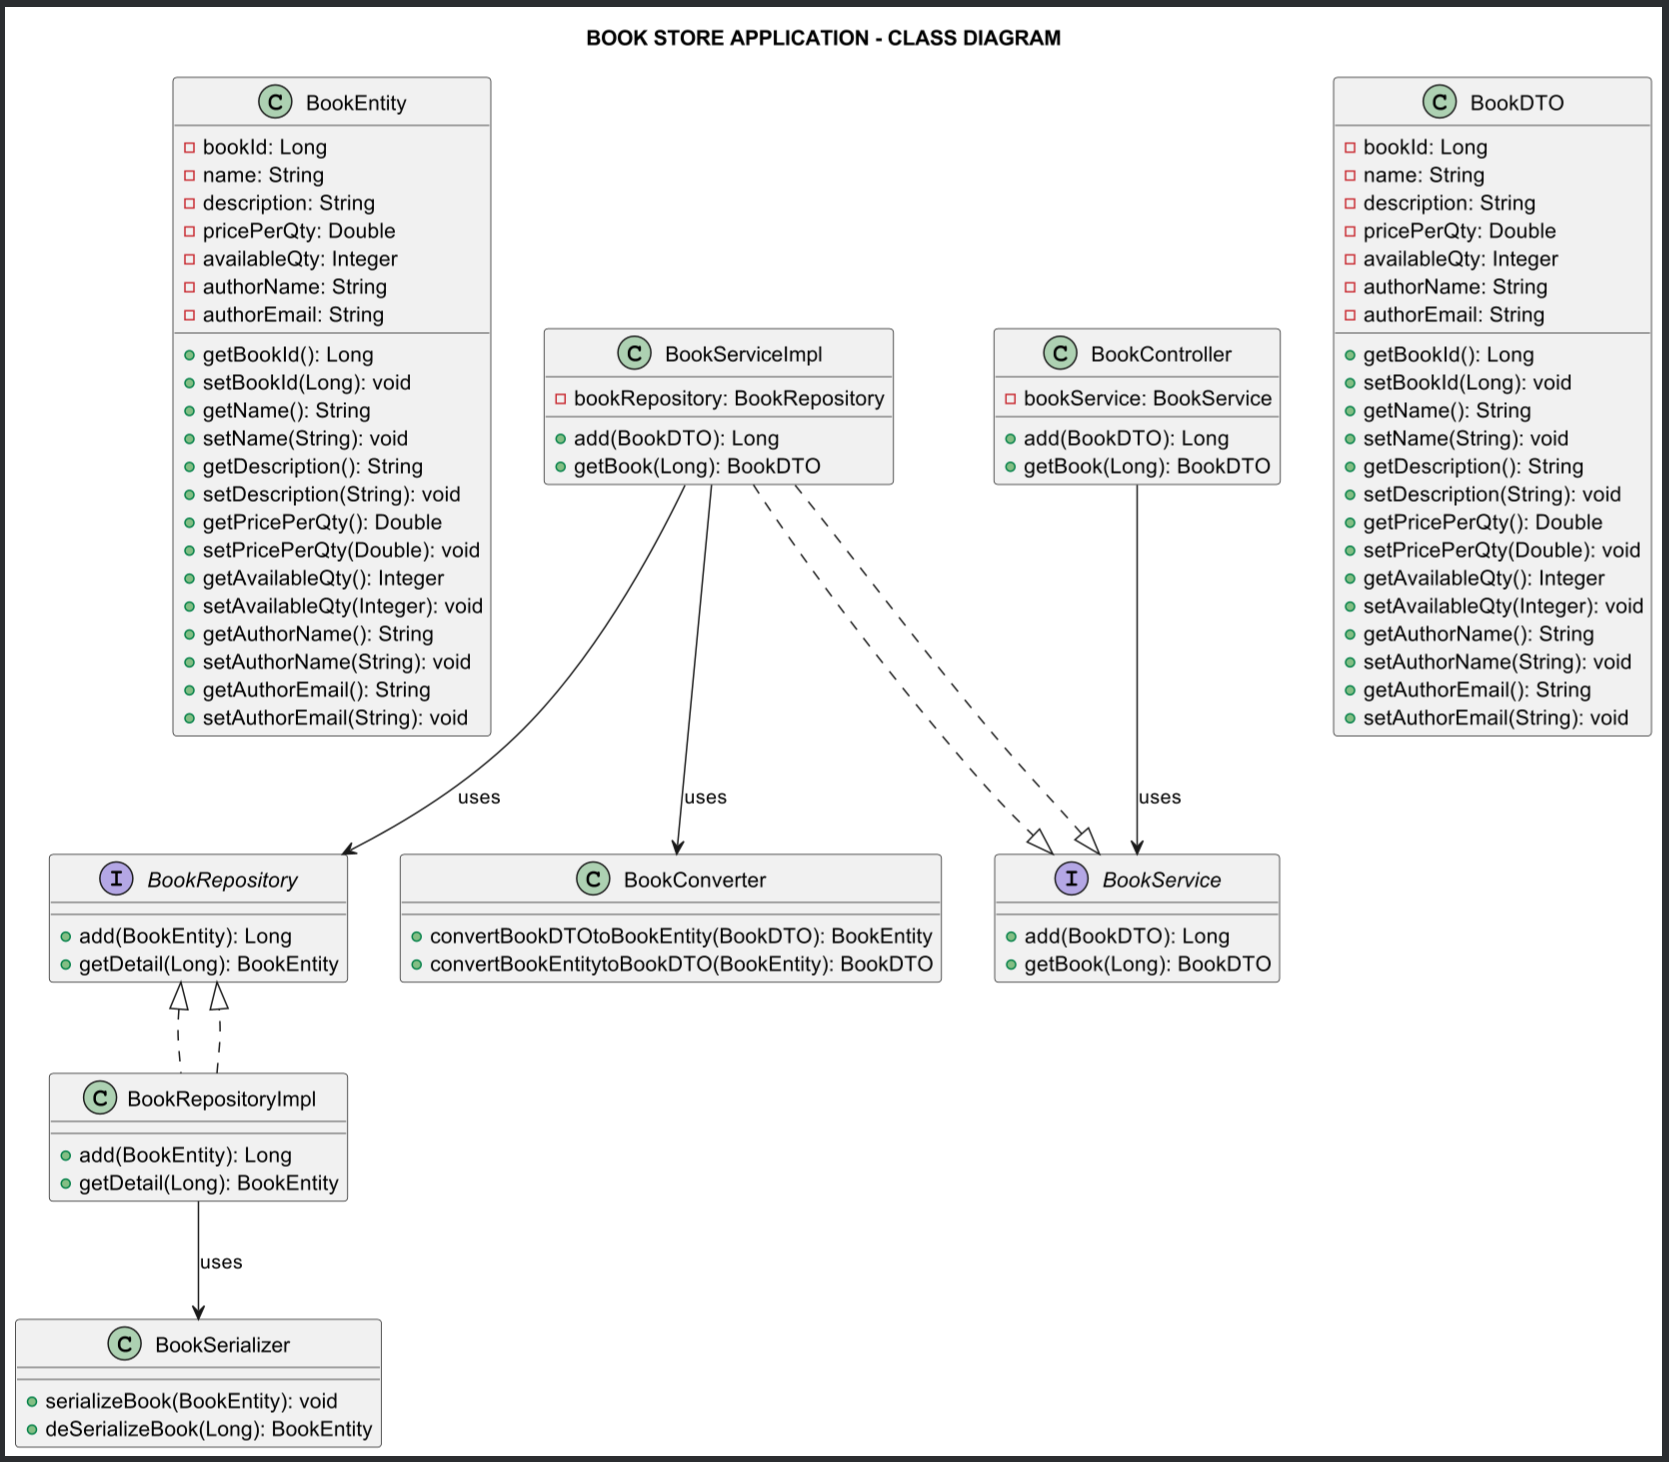 BOOK STORE APPLICATION - CLASS DIAGRAM
C BookEntity
bookId: Long
name: String
description: String
pricePerQty: Double
availableQty: Integer
authorName: String
authorEmail: String
getBookId(): Long
setBookId(Long): void
getName(): String
setName(String): void
getDescription(): String
setDescription(String): void
getPricePerQty(): Double
setPricePerQty(Double): void
getAvailableQty(): Integer
setAvailableQty(Integer): void
getAuthorName(): String
setAuthorName(String): void
getAuthorEmail(): String
setAuthorEmail(String): void
C BookServiceImpl
bookRepository: BookRepository
add(BookDTO): Long
getBook(Long): BookDTO
C BookController
bookService: BookService
add(BookDTO): Long
getBook(Long): BookDTO
C BookDTO
bookId: Long
name: String
description: String
pricePerQty: Double
availableQty: Integer
authorName: String
authorEmail: String
getBookId(): Long
setBookId(Long): void
getName(): String
setName(String): void
getDescription(): String
setDescription(String): void
getPricePerQty(): Double
setPricePerQty(Double): void
getAvailableQty(): Integer
setAvailableQty(Integer): void
getAuthorName(): String
setAuthorName(String): void
getAuthorEmail(): String
setAuthorEmail(String): void
uses
uses
uses
I BookRepository
add(BookEntity): Long
getDetail(Long): BookEntity
C BookConverter
convertBookDTOtoBookEntity(BookDTO): BookEntity
convertBookEntitytoBookDTO(BookEntity): BookDTO
I BookService
add(BookDTO): Long
getBook(Long): BookDTO
C BookRepositoryImpl
add(BookEntity): Long
getDetail(Long): BookEntity
uses
C BookSerializer
serializeBook(BookEntity): void
deSerializeBook(Long): BookEntity